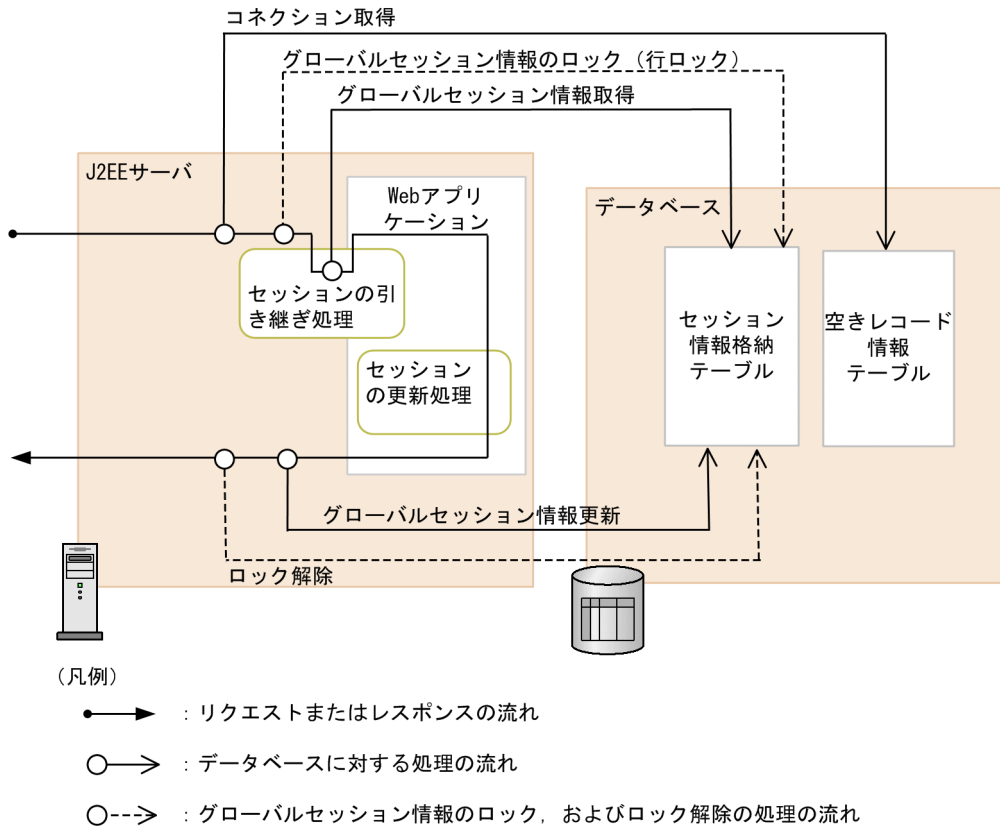 コネクション取得
グローバルセッション情報のロック（行ロック）
グローバルセッション情報取得
J2EEサーバ
Webアプリ
ケーション
データベース
セッションの引
き継ぎ処理
セッション
の更新処理
セッション
情報格納
テーブル
空きレコード
情報
テーブル
グローバルセッション情報更新
ロック解除
（凡例）
：リクエストまたはレスポンスの流れ
：データベースに対する処理の流れ
：グローバルセッション情報のロック，およびロック解除の処理の流れ